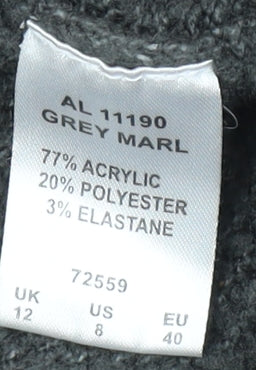 AL 11190
GREY MARL
77% ACRYLIC
20% POLYESTER
3% ELASTANE
72559
UK US EU
12 8 40